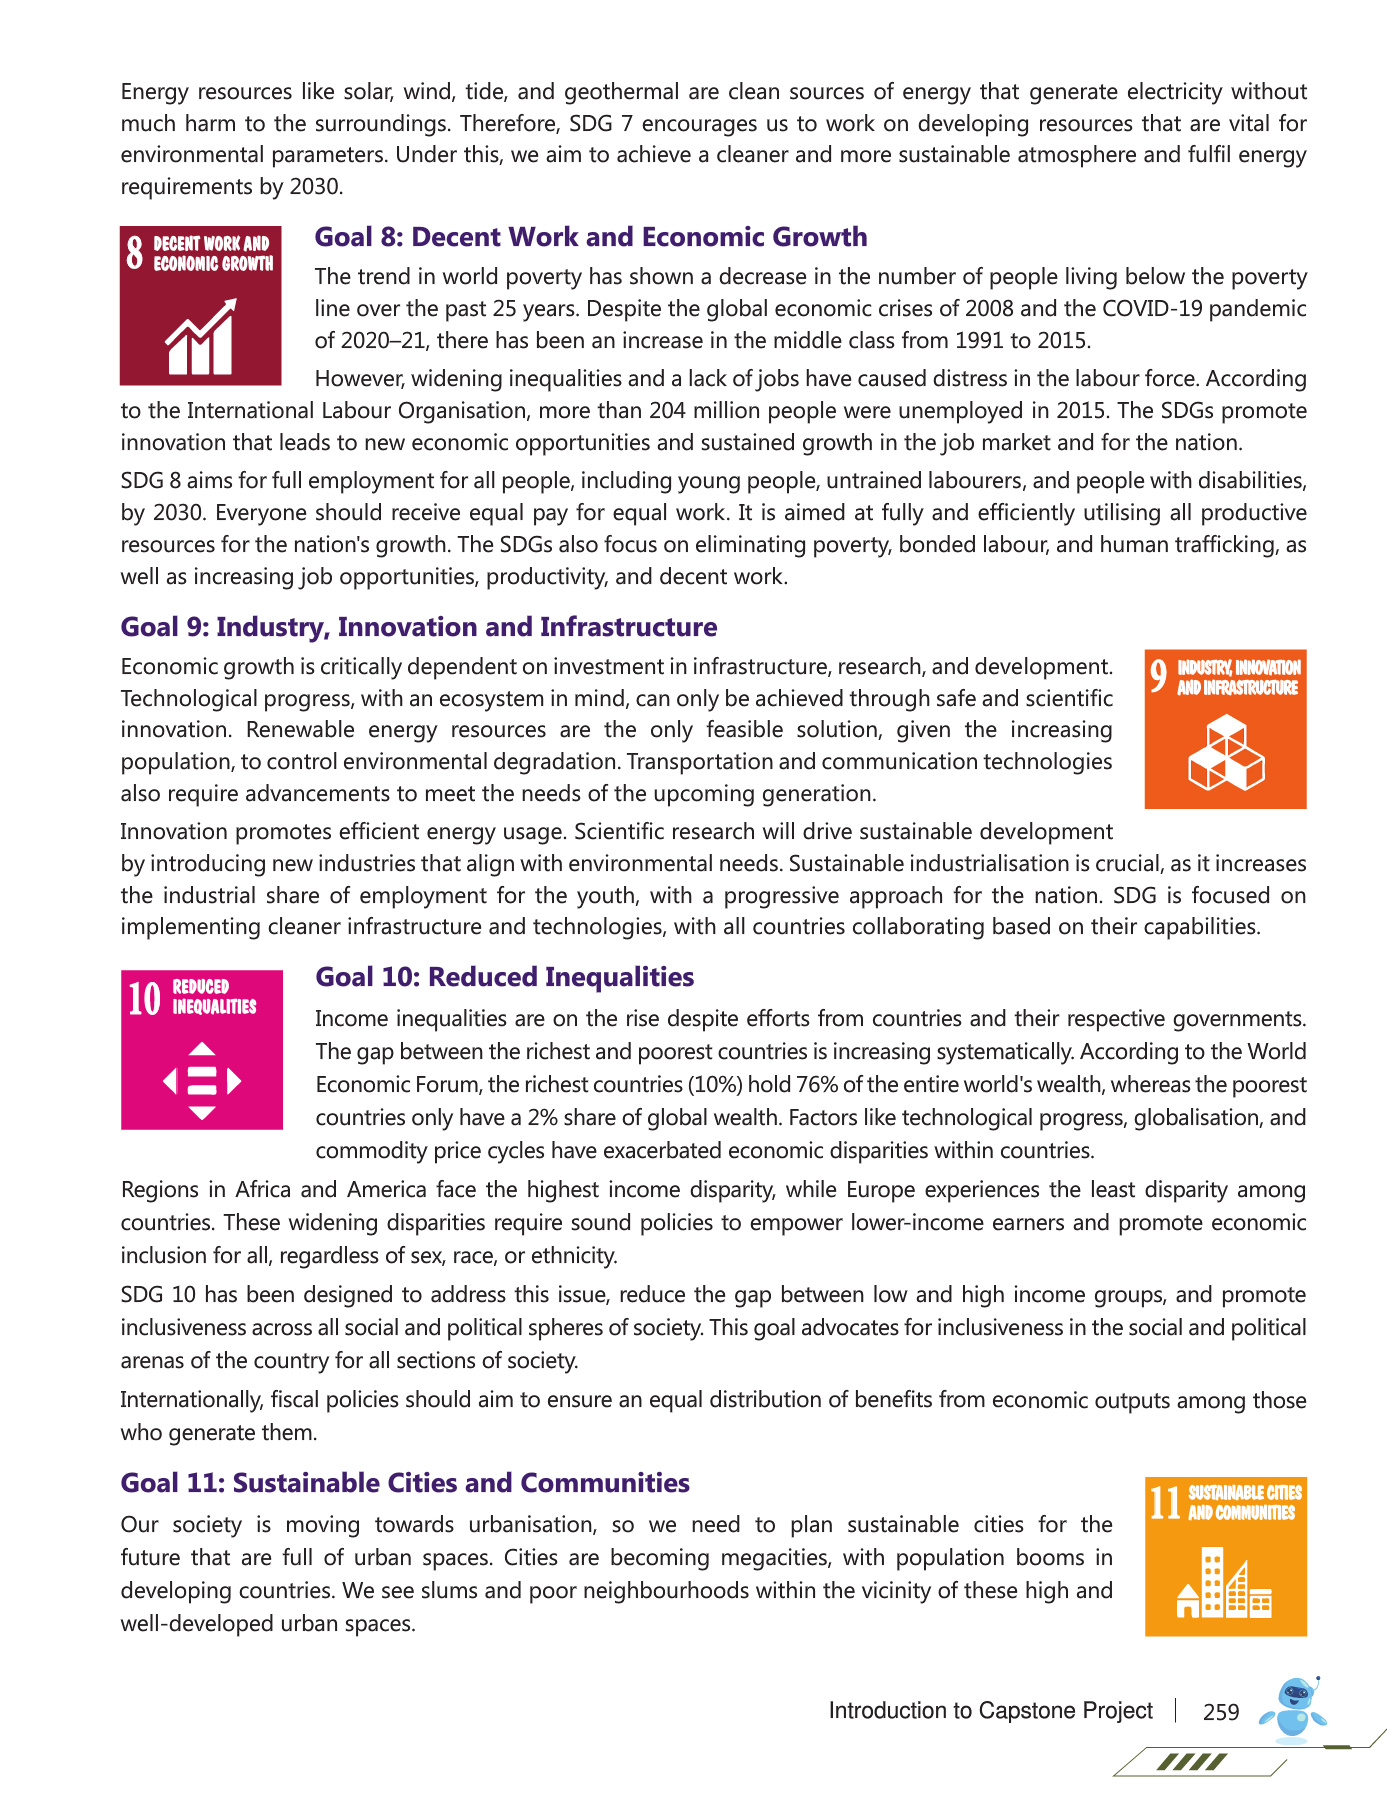 Energy resources like solar, wind, tide, and geothermal are clean sources of energy that generate electricity without
much harm to the surroundings. Therefore, SDG 7 encourages us to work on developing resources that are vital for
environmental parameters. Under this, we aim to achieve a cleaner and more sustainable atmosphere and fulfil energy
requirements by 2030.
8 DECENT WORK AND
ECONOMIC GROWTH
Goal 8: Decent Work and Economic Growth
The trend in world poverty has shown a decrease in the number of people living below the poverty
line over the past 25 years. Despite the global economic crises of 2008 and the COVID-19 pandemic
of 2020–21, there has been an increase in the middle class from 1991 to 2015.
However, widening inequalities and a lack of jobs have caused distress in the labour force. According
to the International Labour Organisation, more than 204 million people were unemployed in 2015. The SDGs promote
innovation that leads to new economic opportunities and sustained growth in the job market and for the nation.
SDG 8 aims for full employment for all people, including young people, untrained labourers, and people with disabilities,
by 2030. Everyone should receive equal pay for equal work. It is aimed at fully and efficiently utilising all productive
resources for the nation's growth. The SDGs also focus on eliminating poverty, bonded labour, and human trafficking, as
well as increasing job opportunities, productivity, and decent work.
Goal 9: Industry, Innovation and Infrastructure
Economic growth is critically dependent on investment in infrastructure, research, and development.
Technological progress, with an ecosystem in mind, can only be achieved through safe and scientific
innovation. Renewable energy resources are the only feasible solution, given the increasing
population, to control environmental degradation. Transportation and communication technologies
also require advancements to meet the needs of the upcoming generation.
9 INDUSTRY, INNOVATION
AND INFRASTRUCTURE
Innovation promotes efficient energy usage. Scientific research will drive sustainable development
by introducing new industries that align with environmental needs. Sustainable industrialisation is crucial, as it increases
the industrial share of employment for the youth, with a progressive approach for the nation. SDG is focused on
implementing cleaner infrastructure and technologies, with all countries collaborating based on their capabilities.
10 REDUCED
INEQUALITIES
Goal 10: Reduced Inequalities
Income inequalities are on the rise despite efforts from countries and their respective governments.
The gap between the richest and poorest countries is increasing systematically. According to the World
Economic Forum, the richest countries (10%) hold 76% of the entire world's wealth, whereas the poorest
countries only have a 2% share of global wealth. Factors like technological progress, globalisation, and
commodity price cycles have exacerbated economic disparities within countries.
Regions in Africa and America face the highest income disparity, while Europe experiences the least disparity among
countries. These widening disparities require sound policies to empower lower-income earners and promote economic
inclusion for all, regardless of sex, race, or ethnicity.
SDG 10 has been designed to address this issue, reduce the gap between low and high income groups, and promote
inclusiveness across all social and political spheres of society. This goal advocates for inclusiveness in the social and political
arenas of the country for all sections of society.
Internationally, fiscal policies should aim to ensure an equal distribution of benefits from economic outputs among those
who generate them.
Goal 11: Sustainable Cities and Communities
Our society is moving towards urbanisation, so we need to plan sustainable cities for the
future that are full of urban spaces. Cities are becoming megacities, with population booms in
developing countries. We see slums and poor neighbourhoods within the vicinity of these high and
well-developed urban spaces.
11 SUSTAINABLE CITIES
AND COMMUNITIES
Introduction to Capstone Project 259